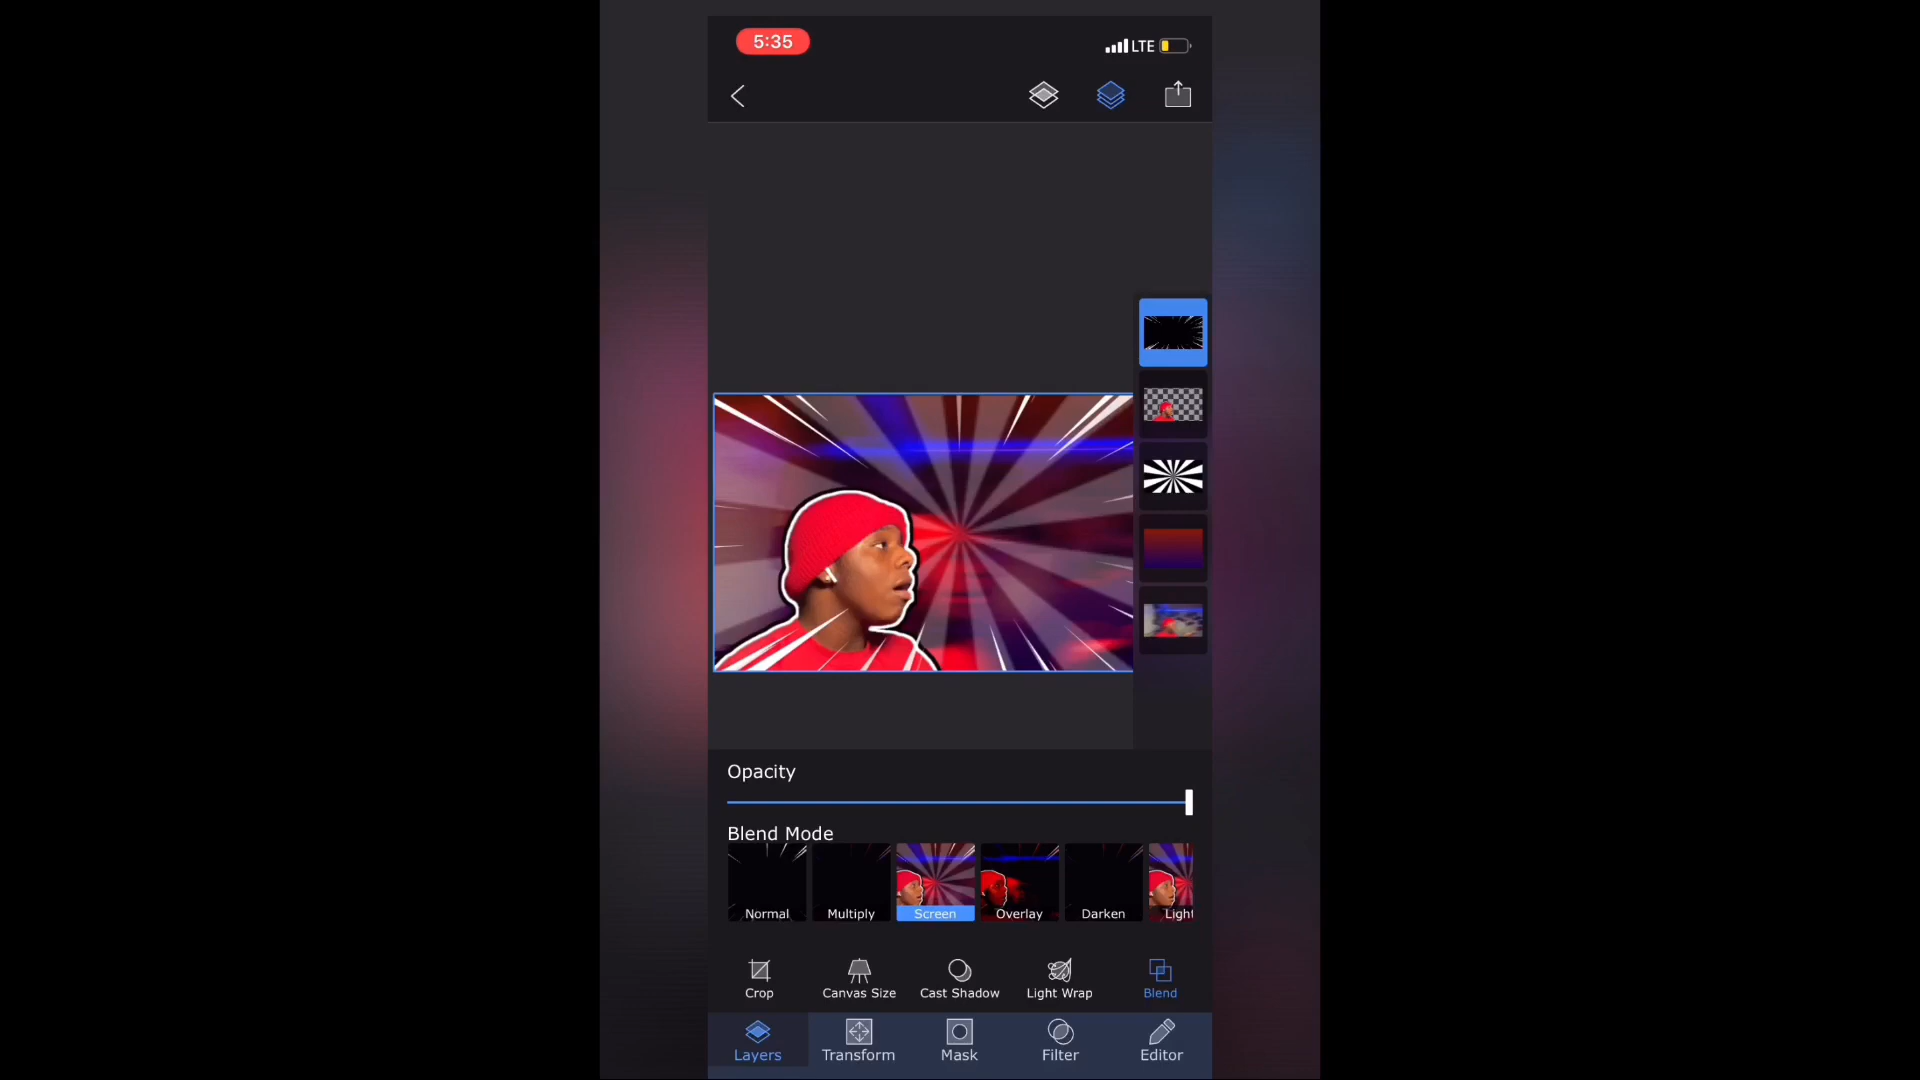 5:35
LTE
Opacity
Blend Mode
Normal
Multiply
Screen
Overlay
Darken
Light
Crop
Canvas Size
Cast Shadow
Light Wrap
Blend
Layers
Transform
Mask
Filter
Editor